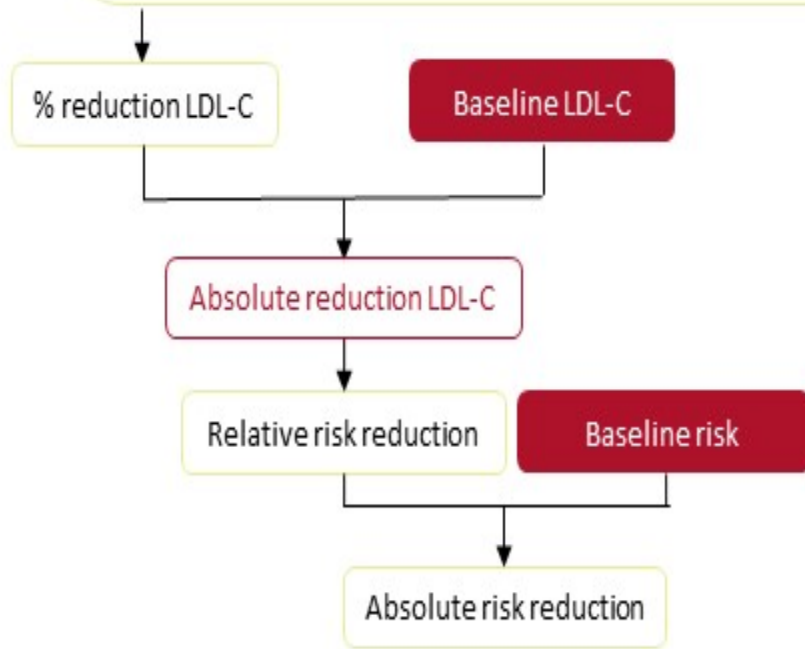 % reduction LDL-C
Baseline LDL-C
Absolute reduction LDL-C
Relative risk reduction
Baseline risk
Absolute risk reduction